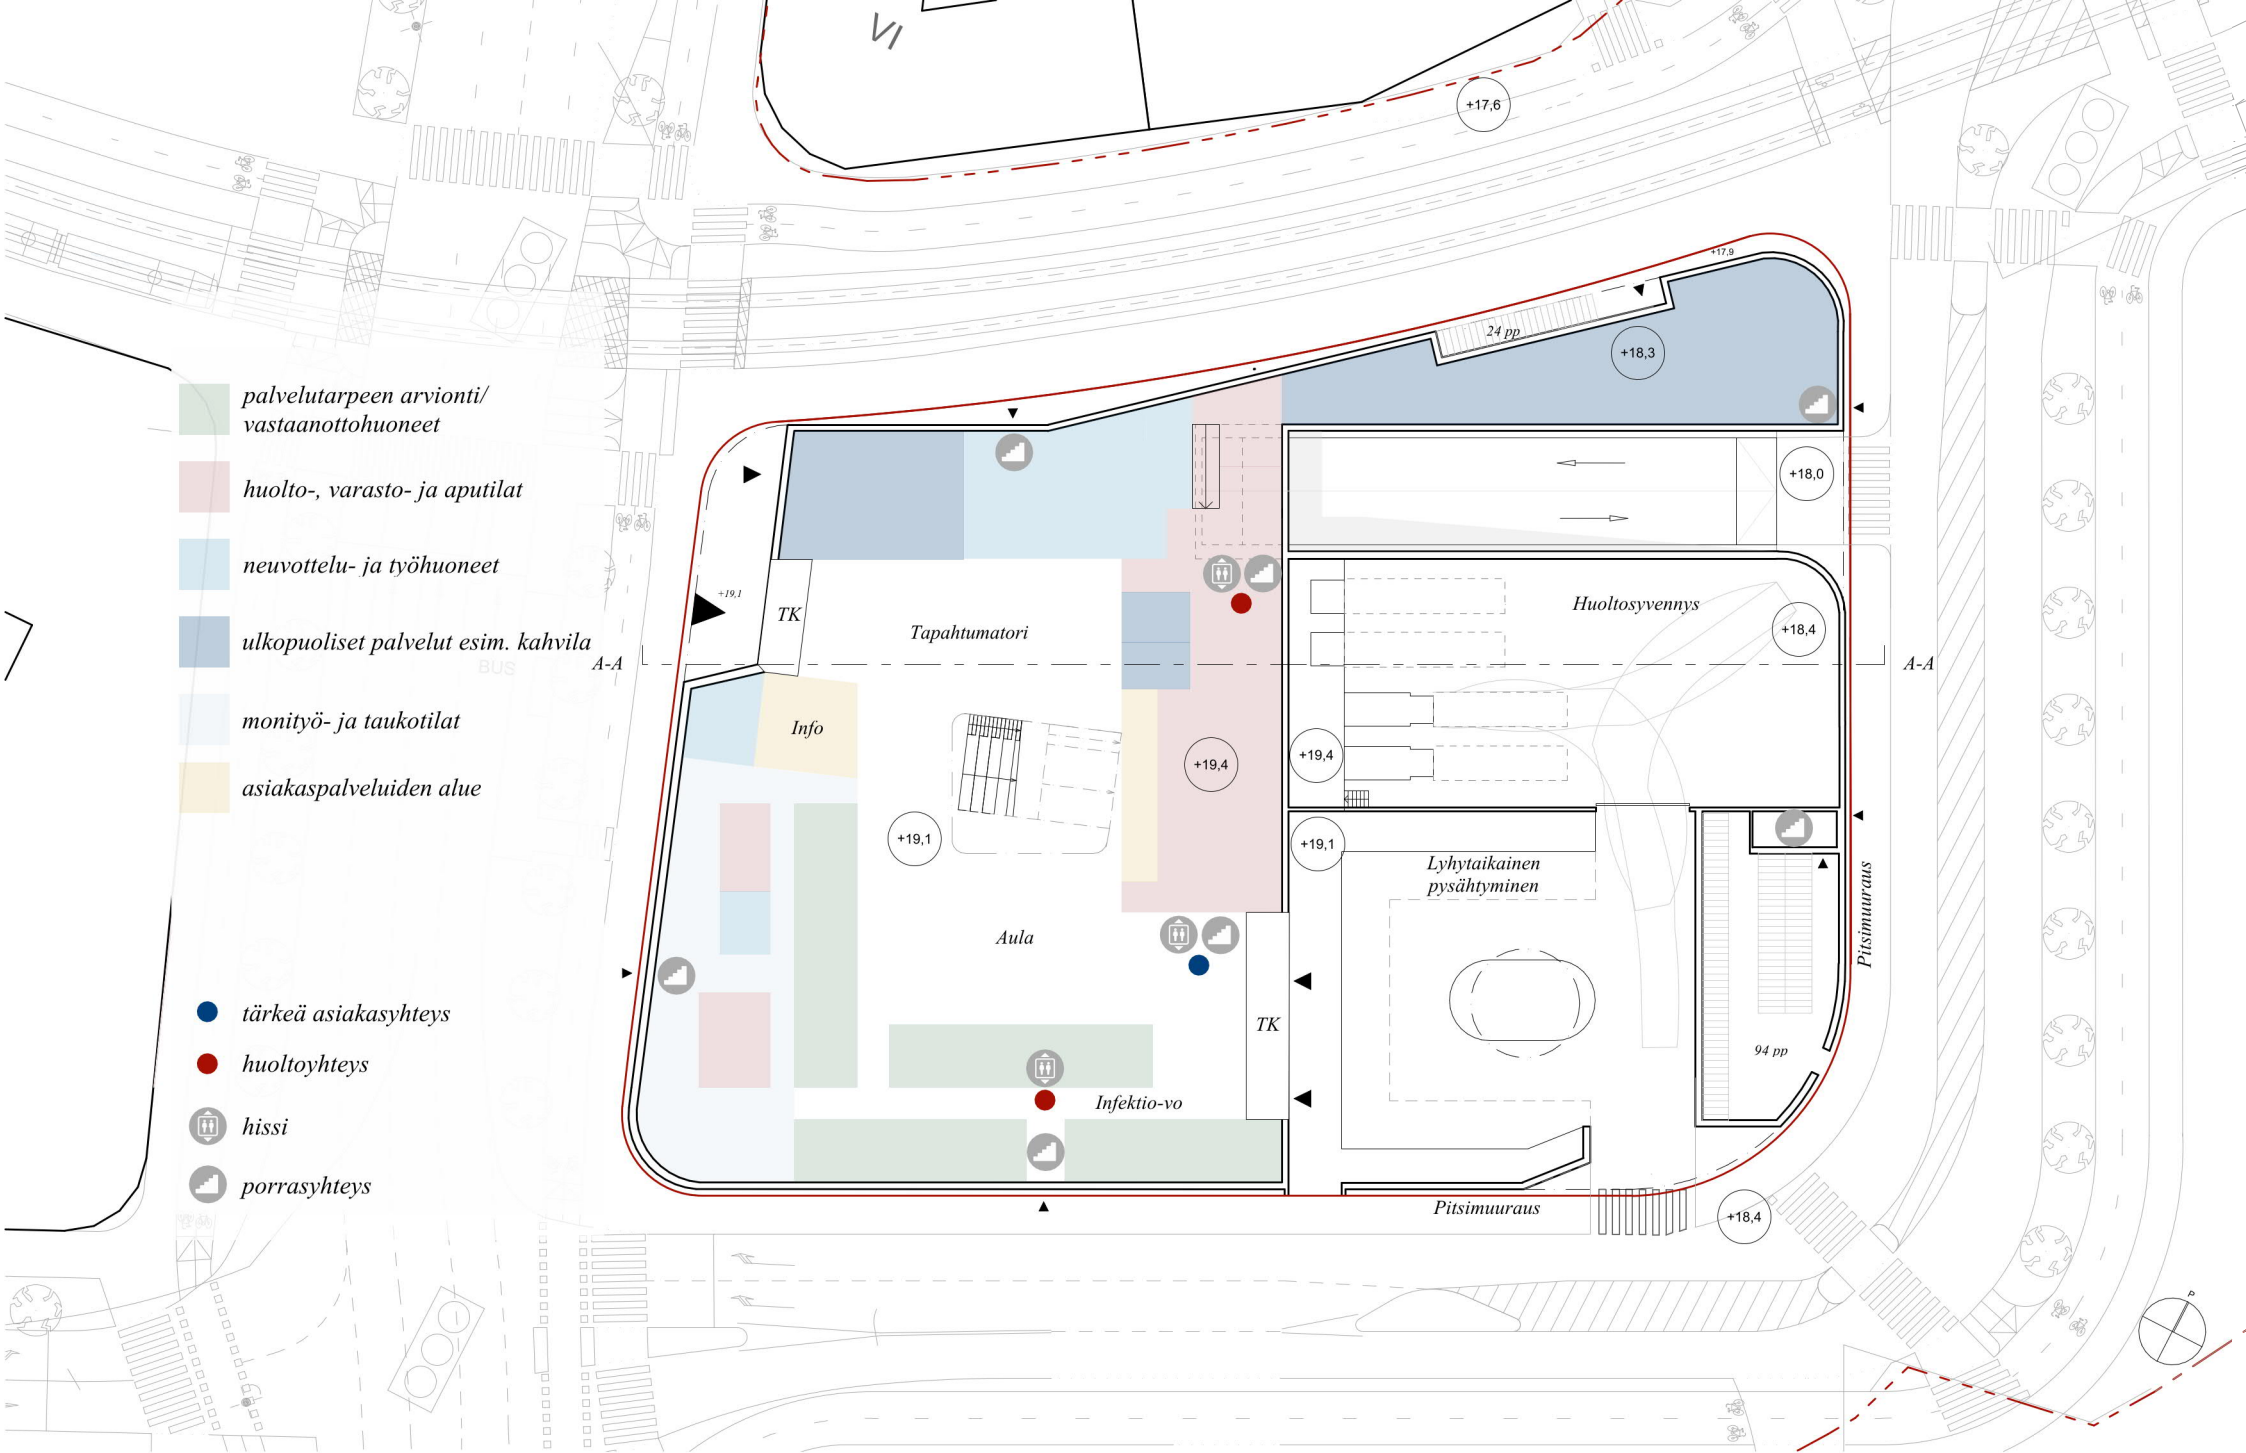 VI
+17,6
+17,9
24 pp
+18,3
palvelutarpeen arvionti/
vastaanottohuoneet
huolto-, varasto- ja aputilat
neuvottelu- ja työhuoneet
ulkopuoliset palvelut esim. kahvila
monityö- ja taukotilat
asiakaspalveluiden alue
BUS
tärkeä asiakasyhteys
huoltoyhteys
hissi
porrasyhteys
+18,0
+19,1
TK
Tapahtumatori
Huoltosyvennys
+18,4
A-A
A-A
Info
+19,4
+19,4
+19,1
+19,1
Lyhytaikainen
pysähtyminen
Pitsimuuraus
Aula
TK
94 pp
Infektio-vo
Pitsimuuraus
+18,4
P